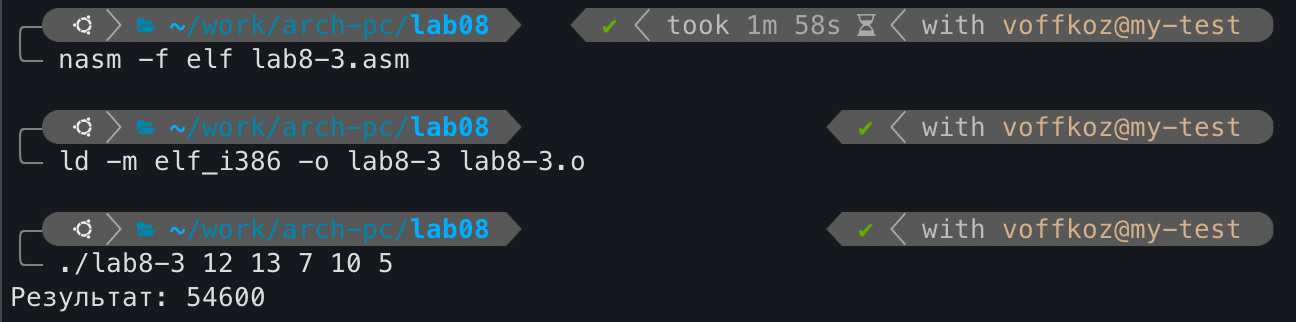 ~/work/arch-pc/lab08 ✔ took 1m 58s ⌛ with voffkoz@my-test
nasm -f elf lab8-3.asm
~/work/arch-pc/lab08 ✔ with voffkoz@my-test
ld -m elf_i386 -o lab8-3 lab8-3.o
~/work/arch-pc/lab08 ✔ with voffkoz@my-test
./lab8-3 12 13 7 10 5
Результат: 54600